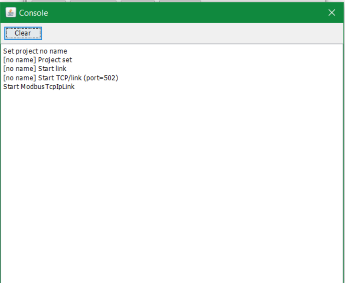 Console
Clear
Set project no name
[no name] Project set
[no name] Start link
[no name] Start TCP/link (port=502)
Start ModbusTcpIpLink